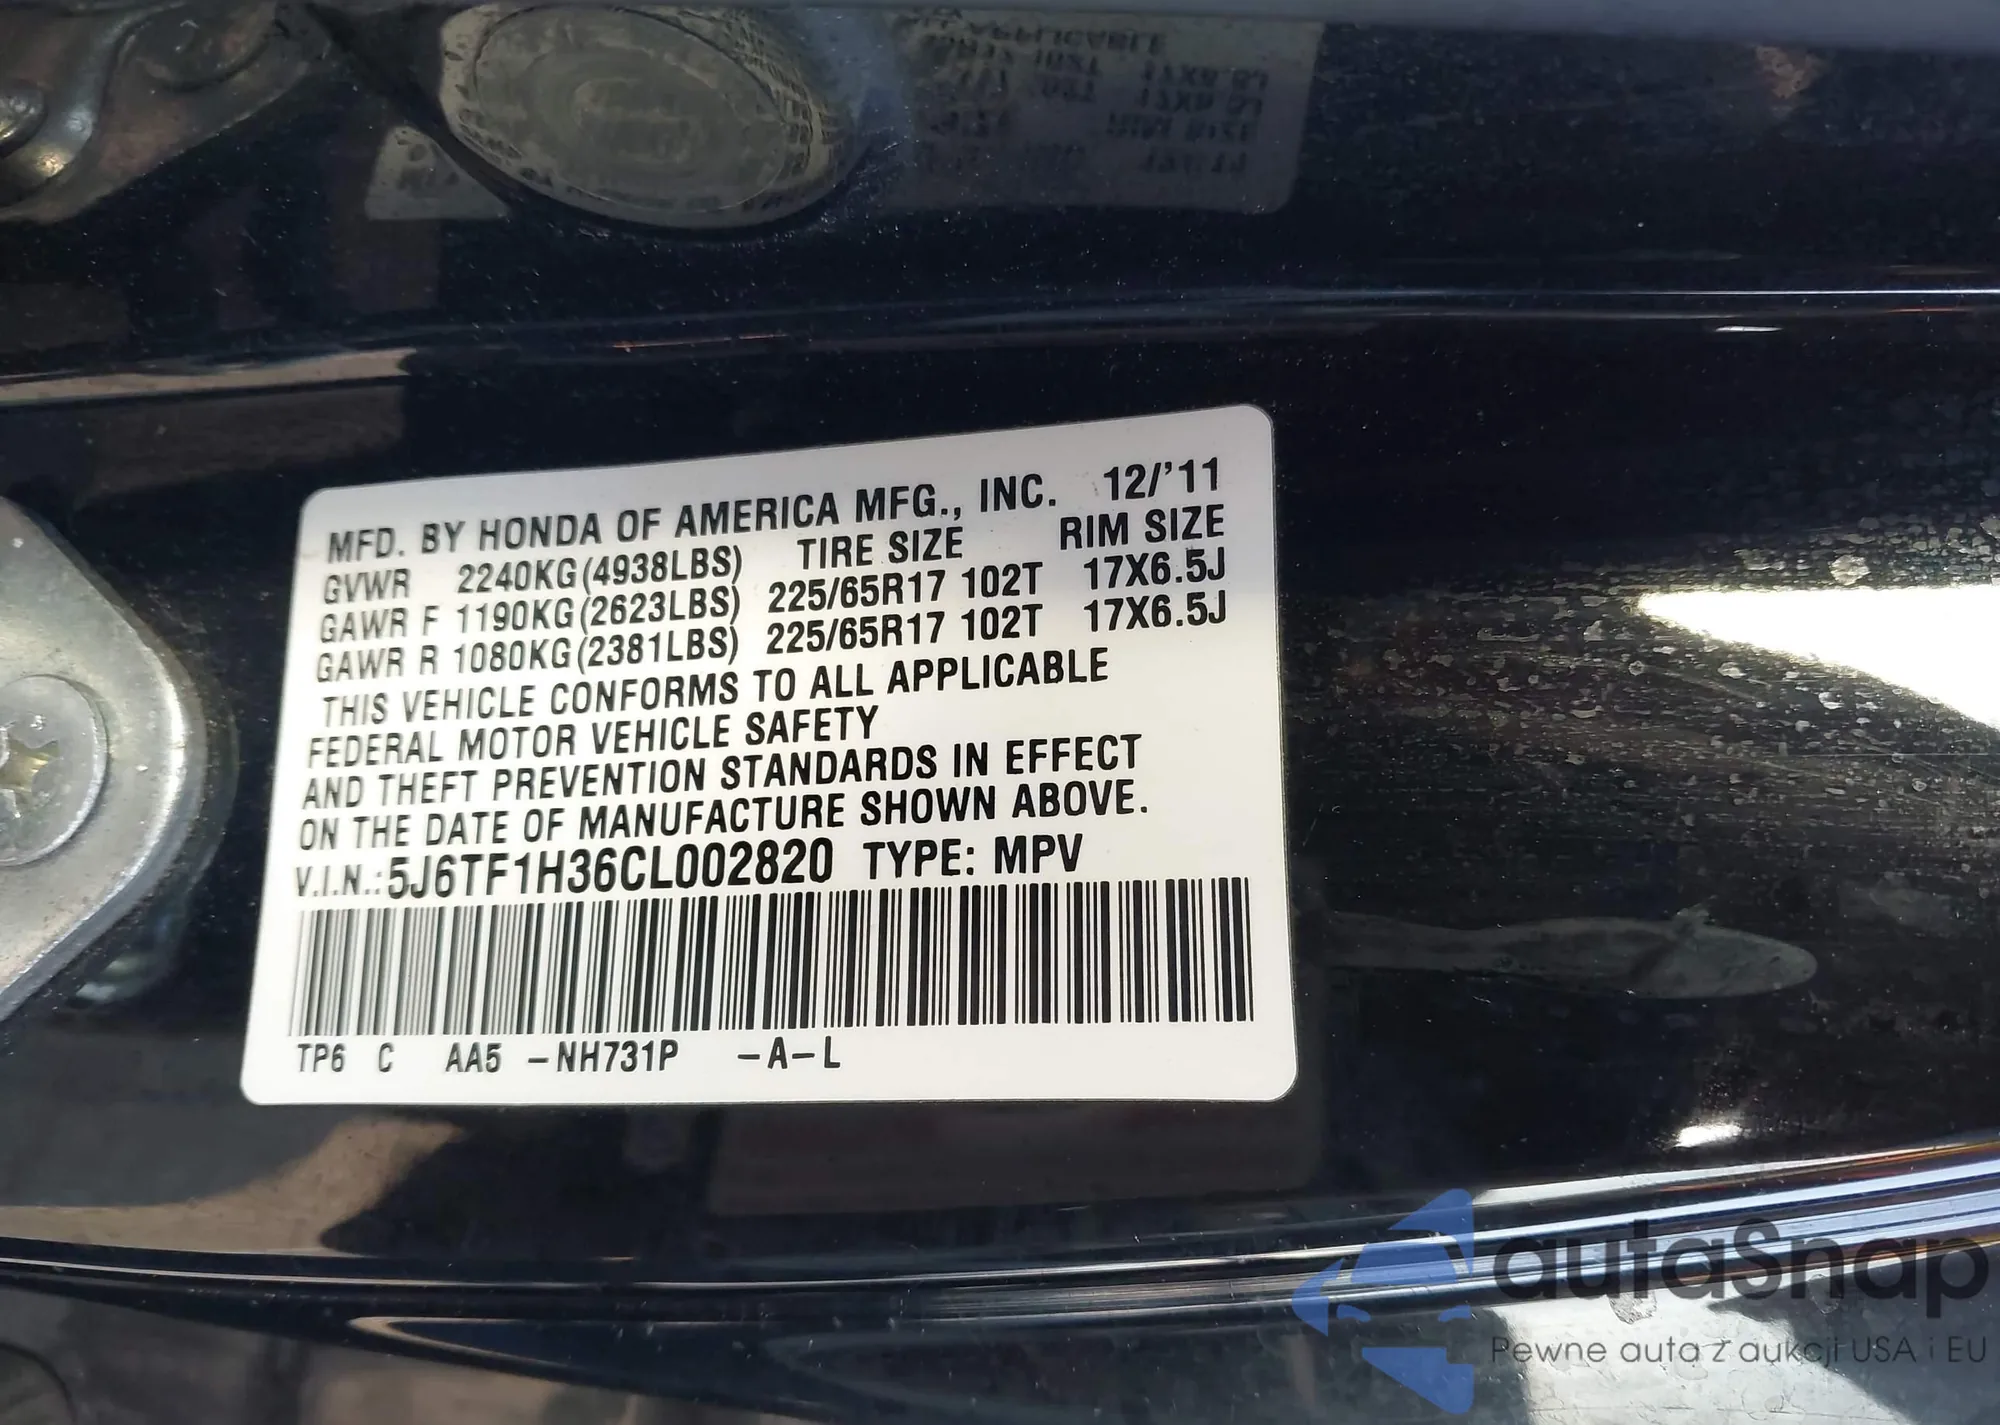 MFD. BY HONDA OF AMERICA MFG., INC. 12/'11
GVWR 2240KG(4938LBS) TIRE SIZE RIM SIZE
GAWR F 1190KG(2623LBS) 225/65R17 102T 17X6.5J
GAWR R 1080KG(2381LBS) 225/65R17 102T 17X6.5J
THIS VEHICLE CONFORMS TO ALL APPLICABLE
FEDERAL MOTOR VEHICLE SAFETY
AND THEFT PREVENTION STANDARDS IN EFFECT
ON THE DATE OF MANUFACTURE SHOWN ABOVE.
V.I.N.:5J6TF1H36CL002820 TYPE: MPV
TP6 C AA5 -NH731P -A-L
autaSnap
Pewne auta z aukcji USA i EU